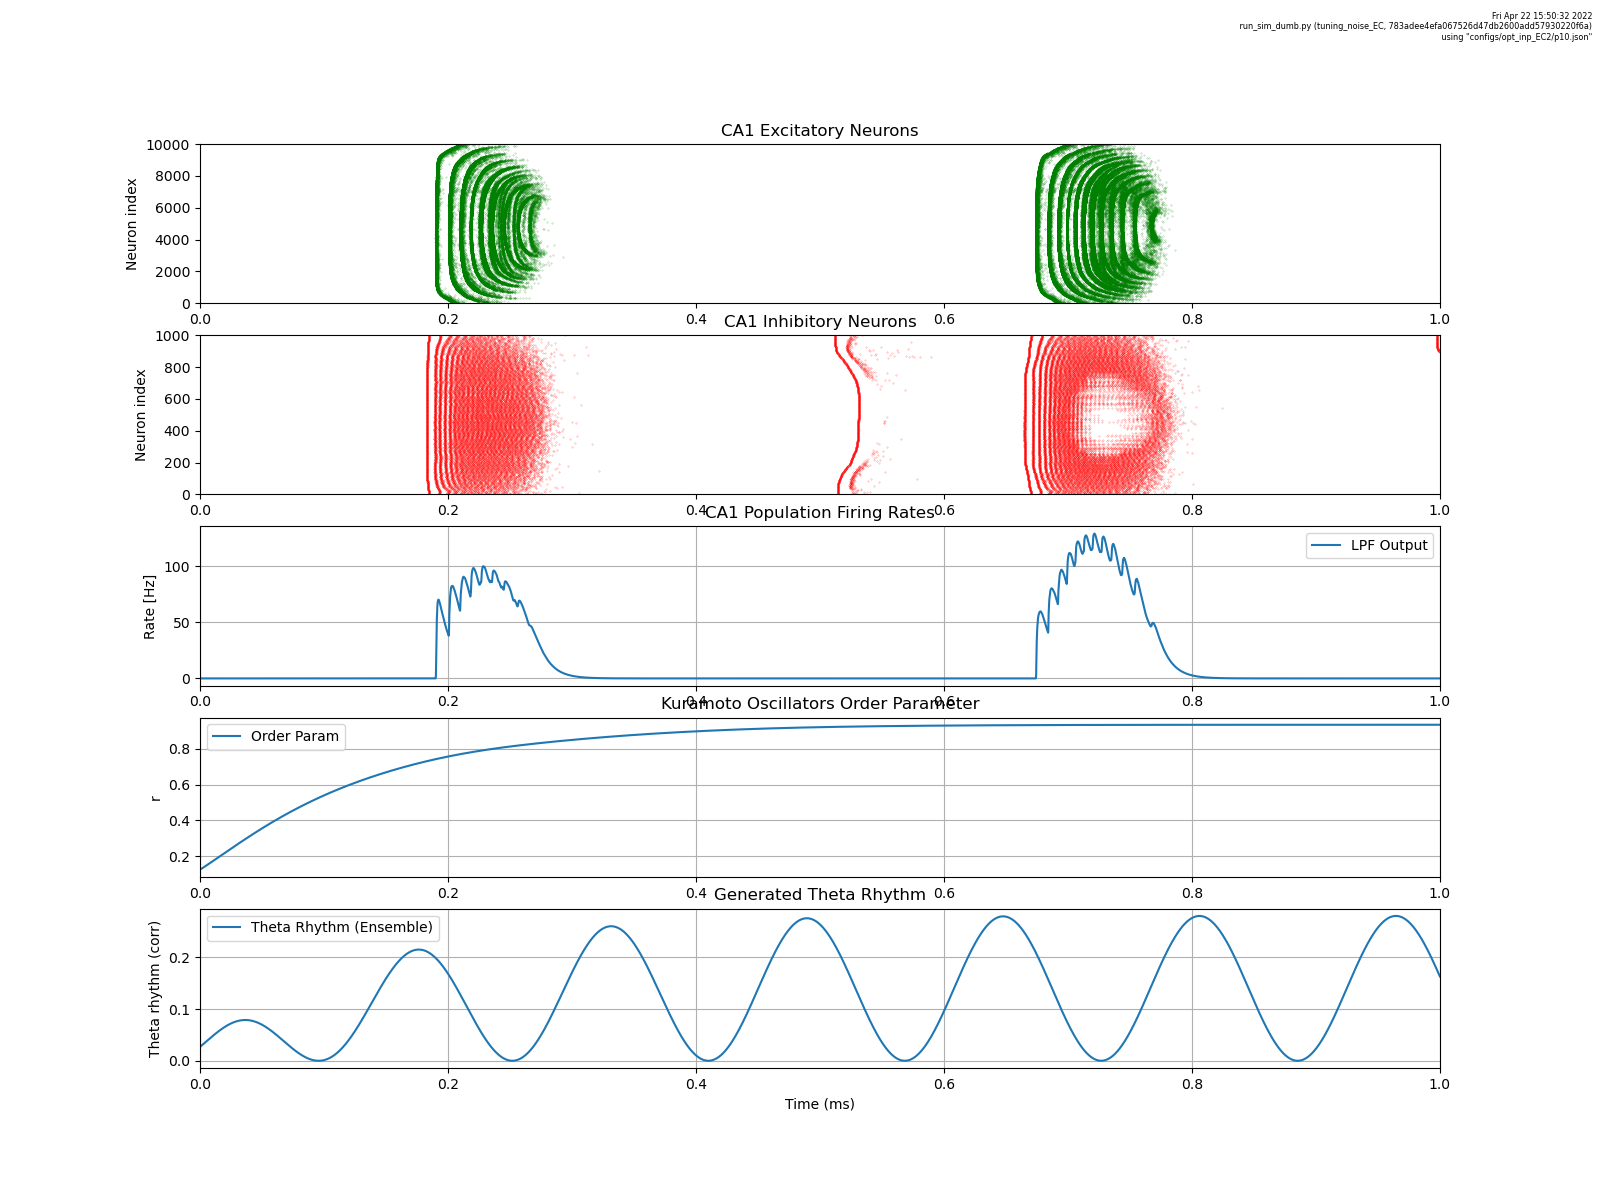 Fri Apr 22 15:50:32 2022
run_sim_dumb.py (tuning_noise_EC, 783adee4efa067526d47db2600add57930220f6a)
using "configs/opt_inp_EC2/p10.json"
CA1 Excitatory Neurons
Neuron index
10000
8000
6000
4000
2000
0
0.0 0.2 0.4 0.6 0.8 1.0
CA1 Inhibitory Neurons
Neuron index
1000
800
600
400
200
0
0.0 0.2 0.4 0.6 0.8 1.0
CA1 Population Firing Rates
Rate [Hz]
100
50
0
LPF Output
0.0 0.2 0.4 0.6 0.8 1.0
Kuramoto Oscillators Order Parameter
r
0.8
0.6
0.4
0.2
Order Param
0.0 0.2 0.4 0.6 0.8 1.0
Generated Theta Rhythm
Theta rhythm (corr)
0.2
0.1
0.0
Theta Rhythm (Ensemble)
0.0 0.2 0.4 0.6 0.8 1.0
Time (ms)